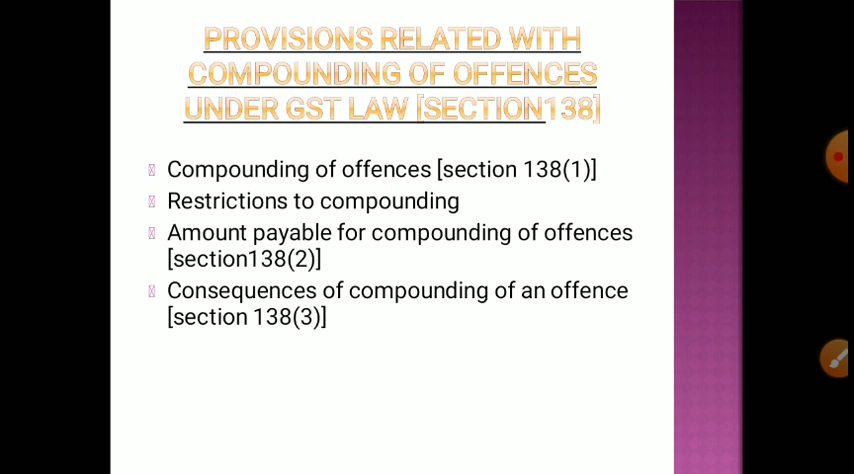 PROVISIONS RELATED WITH
COMPOUNDING OF OFFENCES
UNDER GST LAW [SECTION138]
Compounding of offences [section 138(1)]
Restrictions to compounding
Amount payable for compounding of offences
[section138(2)]
Consequences of compounding of an offence
[section 138(3)]